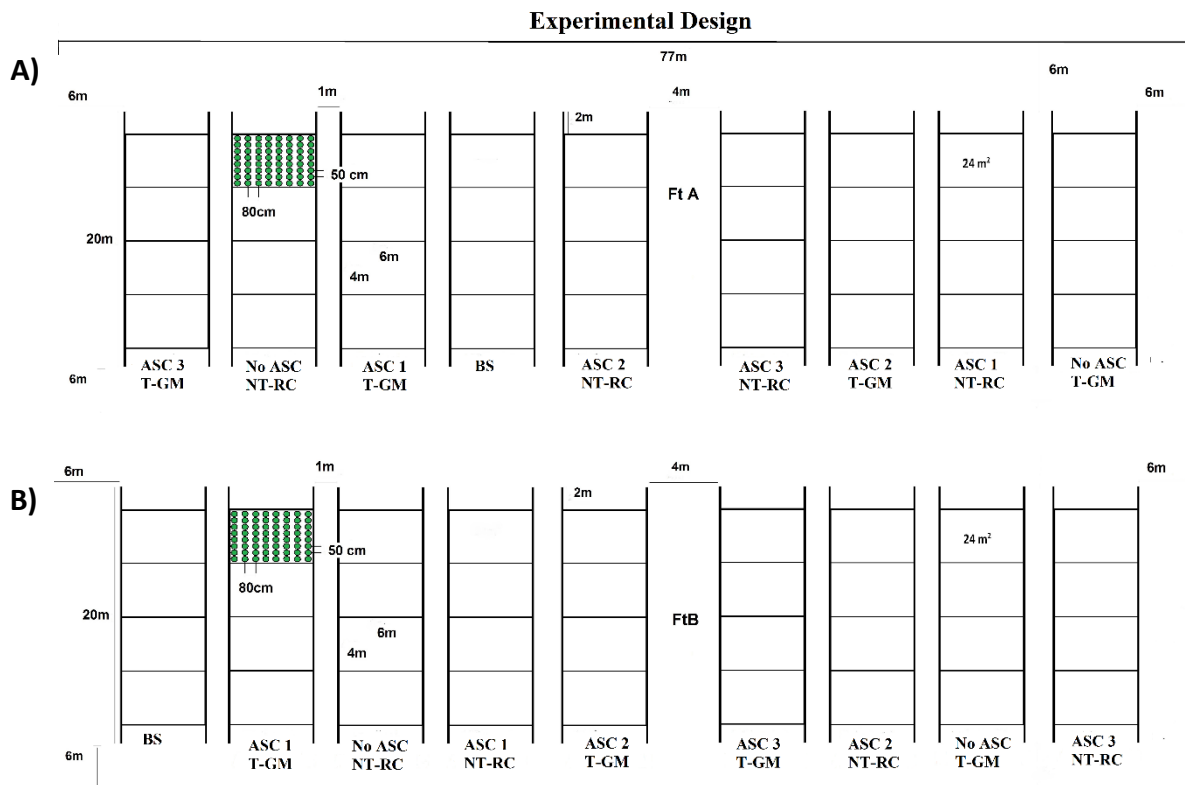 Experimental Design
A)
77m
6m
1m
4m
6m
6m
2m
50 cm
24 m²
Ft A
80cm
20m
6m
4m
6m
ASC 3
T-GM
No ASC
NT-RC
ASC 1
T-GM
BS
ASC 2
NT-RC
ASC 3
NT-RC
ASC 2
T-GM
ASC 1
NT-RC
No ASC
T-GM
B)
6m
1m
4m
6m
2m
50 cm
24 m²
80cm
20m
FtB
6m
4m
6m
BS
ASC 1
T-GM
No ASC
NT-RC
ASC 1
NT-RC
ASC 2
T-GM
ASC 3
T-GM
ASC 2
NT-RC
No ASC
T-GM
ASC 3
NT-RC